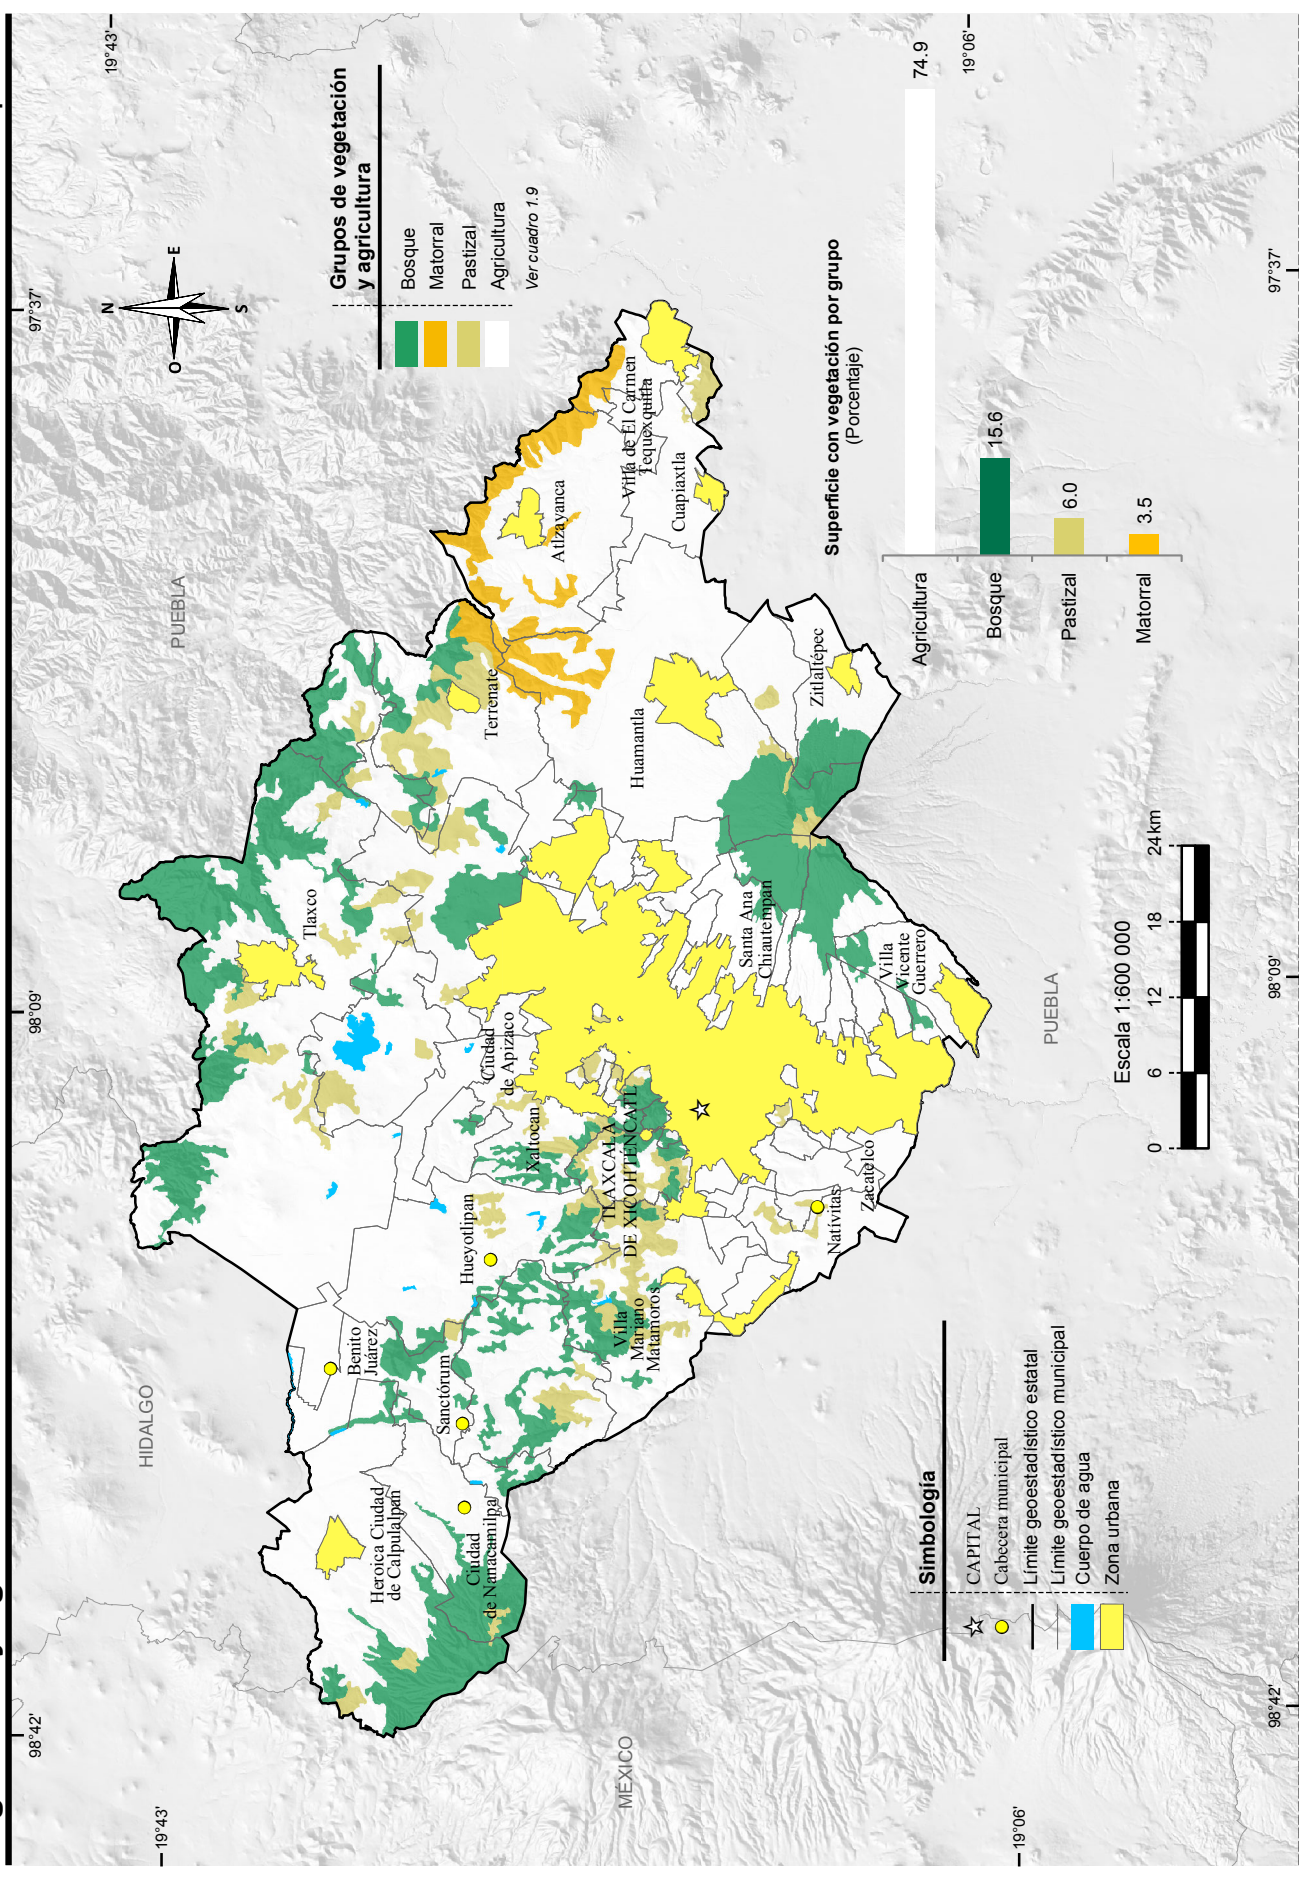 98°42'
98°09'
97°37'
19°43'
19°43'
HIDALGO
PUEBLA
N
O
E
S
Grupos de vegetación
y agricultura
Bosque
Matorral
Pastizal
Agricultura
Ver cuadro 1.9
Tlaxco
Benito
Juárez
Heroica Ciudad
de Calpulalpan
Sanctórum
Hueyotlipan
Ciudad
de Nanacamilpa
Ciudad
de Apizaco
Terrenate
Xaltocan
Atlzayanca
TLAXCALA
DE XICOHTÉNCATL
Villa
Mariano
Matamoros
Huamantla
Villa de El Carmen
Tequexquitla
Cuapiaxtla
Santa Ana
Chiautempan
Zitlaltépec
Nativitas
Zacatelco
Villa
Vicente
Guerrero
MÉXICO
PUEBLA
Superficie con vegetación por grupo
(Porcentaje)
Agricultura
74.9
Bosque
15.6
Pastizal
6.0
Matorral
3.5
Simbología
CAPITAL
Cabecera municipal
Límite geoestadístico estatal
Límite geoestadístico municipal
Cuerpo de agua
Zona urbana
Escala 1:600 000
0
6
12
18
24 km
19°06'
19°06'
98°42'
98°09'
97°37'